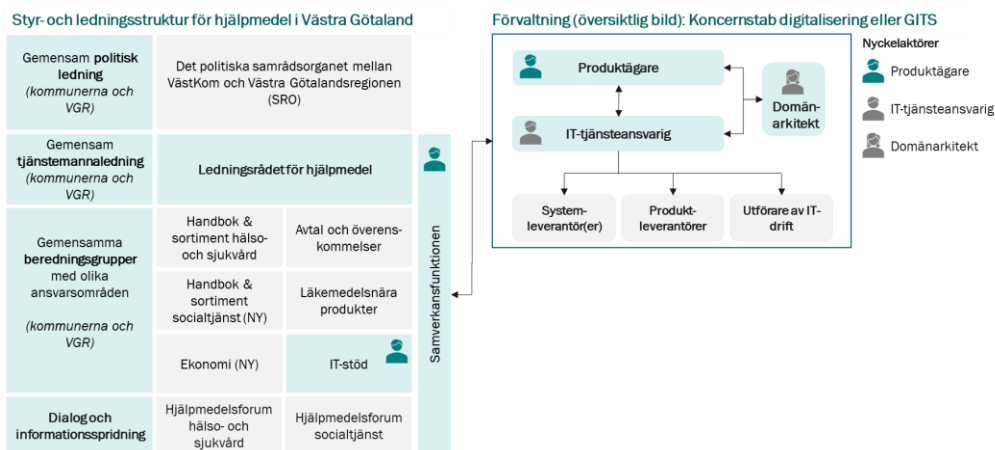 Styr- och ledningsstruktur för hjälpmedel i Västra Götaland
Gemensam politisk
ledning
(kommunerna och
VGR)
Det politiska samrådsorganet mellan
VästKom och Västra Götalandsregionen
(SRO)
Gemensam
tjänstemannaledning
(kommunerna och
VGR)
Ledningsrådet för hjälpmedel
Gemensamma
beredningsgrupper
med olika
ansvarsområden
(kommunerna och
VGR)
Handbok &
sortiment hälso-
och sjukvård
Avtal och överens-
kommelser
Handbok &
sortiment
socialtjänst (NY)
Läkemedelsnära
produkter
Ekonomi (NY)
IT-stöd
Dialog och
informationsspridning
Hjälpmedelsforum
hälso- och
sjukvård
Hjälpmedelsforum
socialtjänst
Samverkansfunktionen
Förvaltning (översiktlig bild): Koncernstab digitalisering eller GITS
Produktägare
IT-tjänsteansvarig
Domän-
arkitekt
System-
leverantör(er)
Produkt-
leverantörer
Utförare av IT-
drift
Nyckelaktörer
Produktägare
IT-tjänsteansvarig
Domänarkitekt